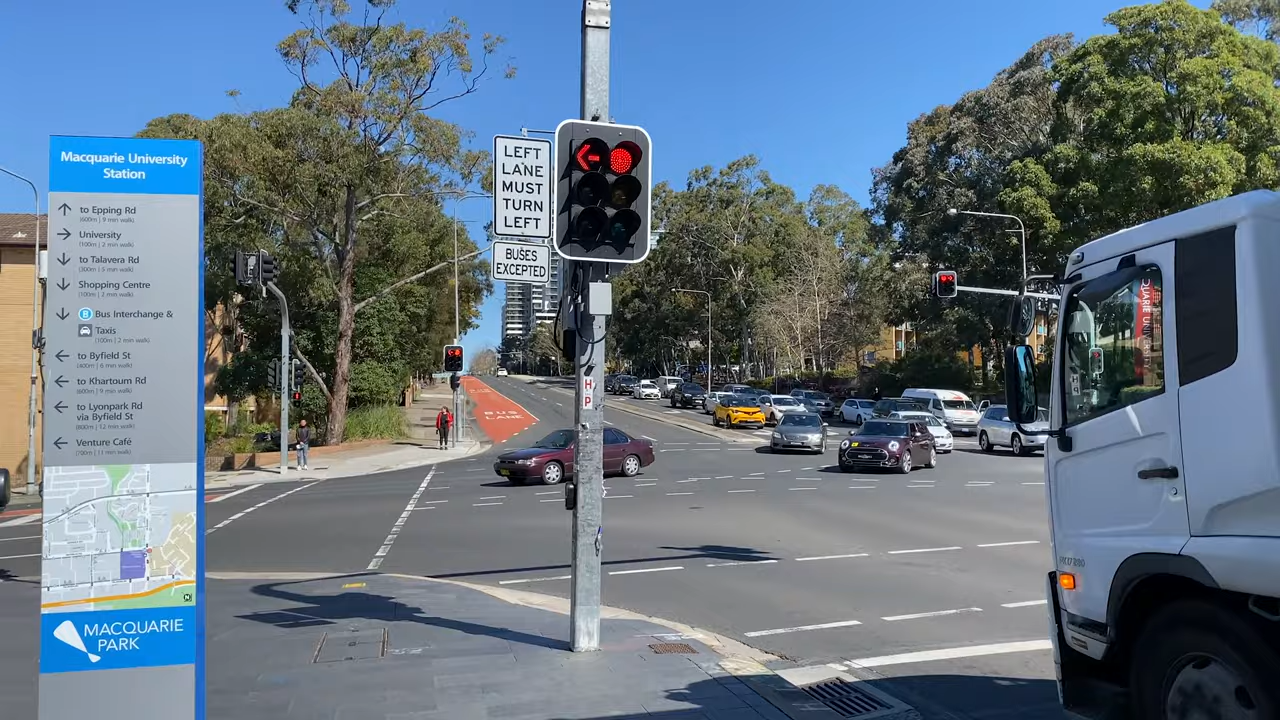 Macquarie University
Station
to Epping Rd
(600m | 9 min walk)
University
(100m | 2 min walk)
to Talavera Rd
(300m | 5 min walk)
Shopping Centre
(100m | 2 min walk)
B Bus Interchange &
Taxis
(100m | 2 min walk)
to Byfield St
(400m | 6 min walk)
to Khartoum Rd
(600m | 9 min walk)
to Lyonpark Rd
via Byfield St
(800m | 12 min walk)
Venture Café
(700m | 11 min walk)
MACQUARIE
PARK
LEFT
LANE
MUST
TURN
LEFT
BUSES
EXCEPTED
H
P
BUS
LANE